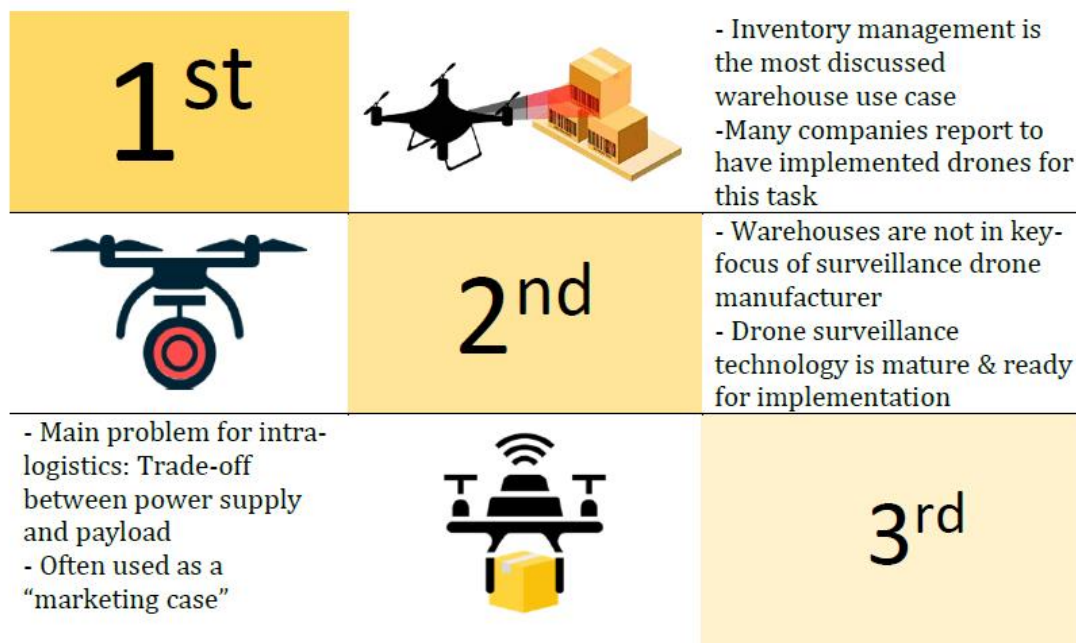 1st
- Inventory management is
the most discussed
warehouse use case
-Many companies report to
have implemented drones for
this task
2nd
- Warehouses are not in key-
focus of surveillance drone
manufacturer
- Drone surveillance
technology is mature & ready
for implementation
- Main problem for intra-
logistics: Trade-off
between power supply
and payload
- Often used as a
“marketing case”
3rd